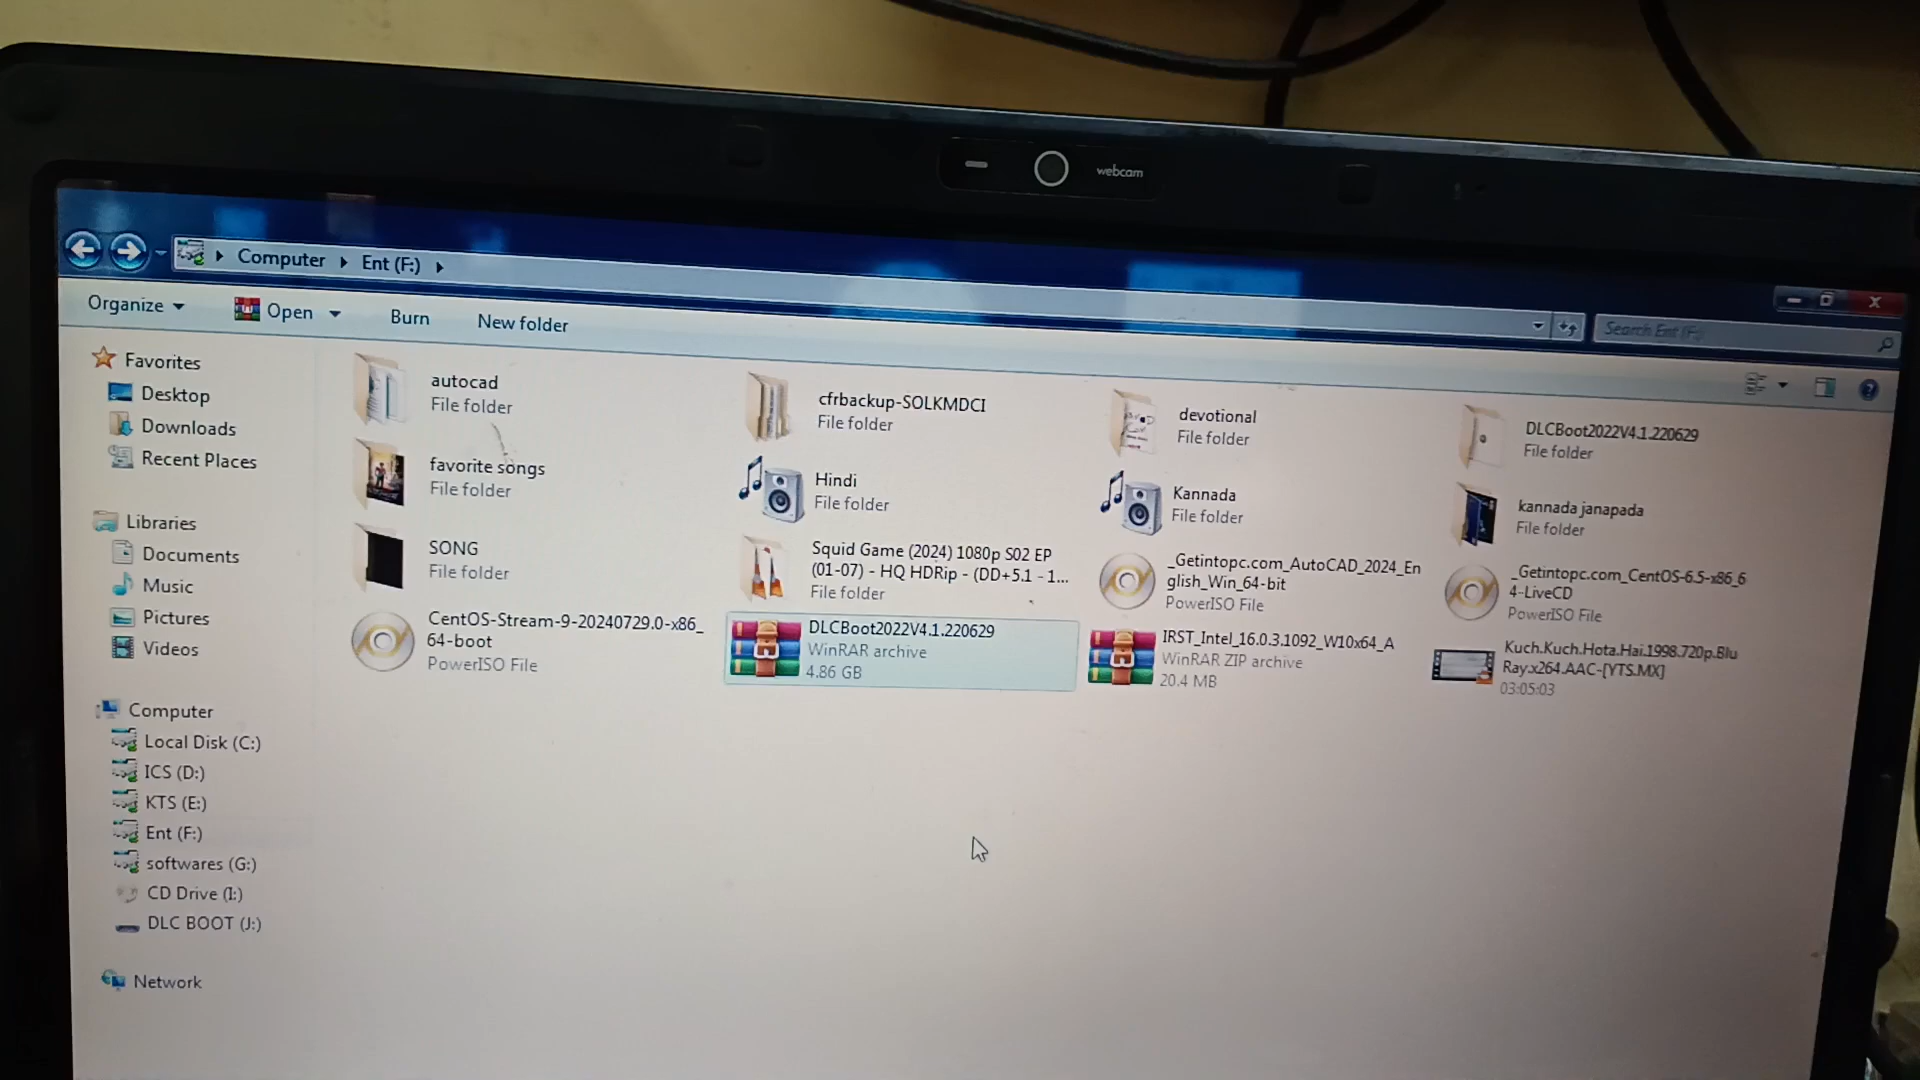 webcam
Computer
Ent (F:)
Search Ent (F:)
Organize
Open
Burn
New folder
Favorites
Desktop
Downloads
Recent Places
Libraries
Documents
Music
Pictures
Videos
Computer
Local Disk (C:)
ICS (D:)
KTS (E:)
Ent (F:)
softwares (G:)
CD Drive (I:)
DLC BOOT (J:)
Network
autocad
File folder
cfrbackup-SOLKMDCI
File folder
devotional
File folder
DLCBoot2022V4.1.220629
File folder
favorite songs
File folder
Hindi
File folder
Kannada
File folder
kannada janapada
File folder
SONG
File folder
Squid Game (2024) 1080p S02 EP
(01-07) - HQ HDRip - (DD+5.1 - 1...
File folder
_Getintopc.com_AutoCAD_2024_En
glish_Win_64-bit
PowerISO File
_Getintopc.com_CentOS-6.5-x86_6
4-LiveCD
PowerISO File
CentOS-Stream-9-20240729.0-x86_
64-boot
PowerISO File
DLCBoot2022V4.1.220629
WinRAR archive
4.86 GB
IRST_Intel_16.0.3.1092_W10x64_A
WinRAR ZIP archive
20.4 MB
Kuch.Kuch.Hota.Hai.1998.720p.Blu
Ray.x264.AAC-[YTS.MX]
03:05:03